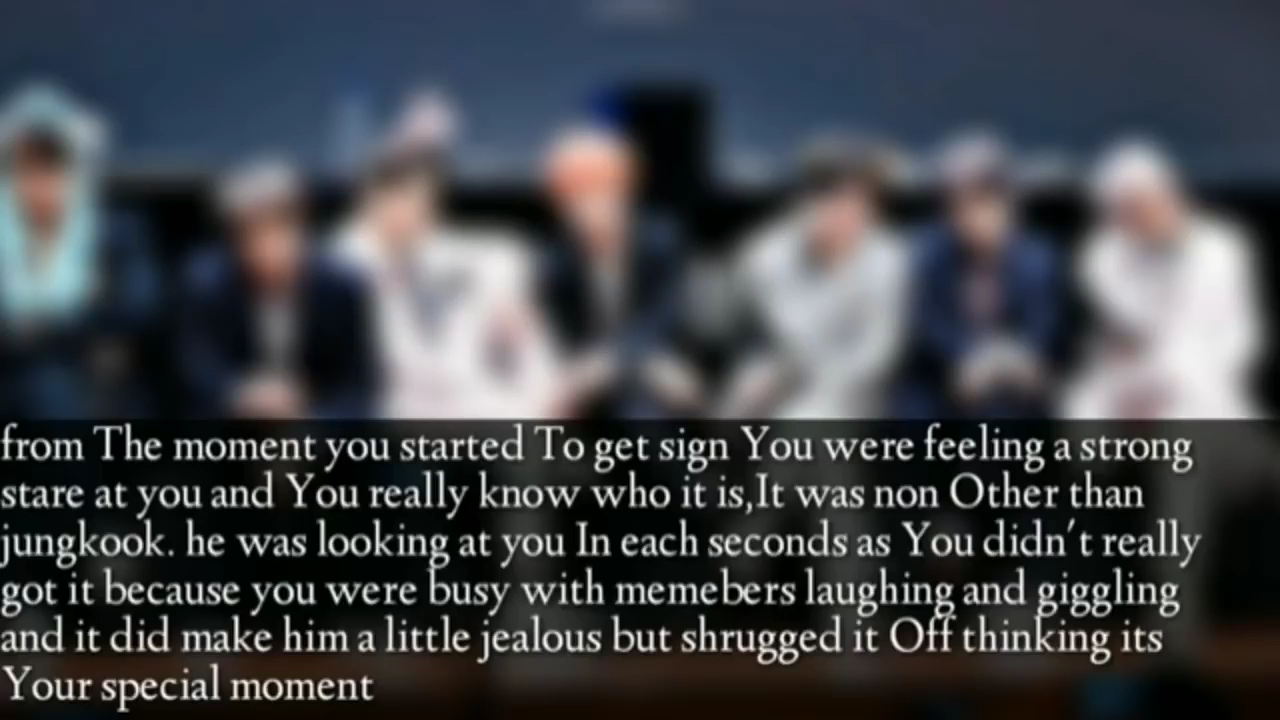 from The moment you started To get sign You were feeling a strong
stare at you and You really know who it is,It was non Other than
jungkook. he was looking at you In each seconds as You didn't really
got it because you were busy with memebers laughing and giggling
and it did make him a little jealous but shrugged it Off thinking its
Your special moment